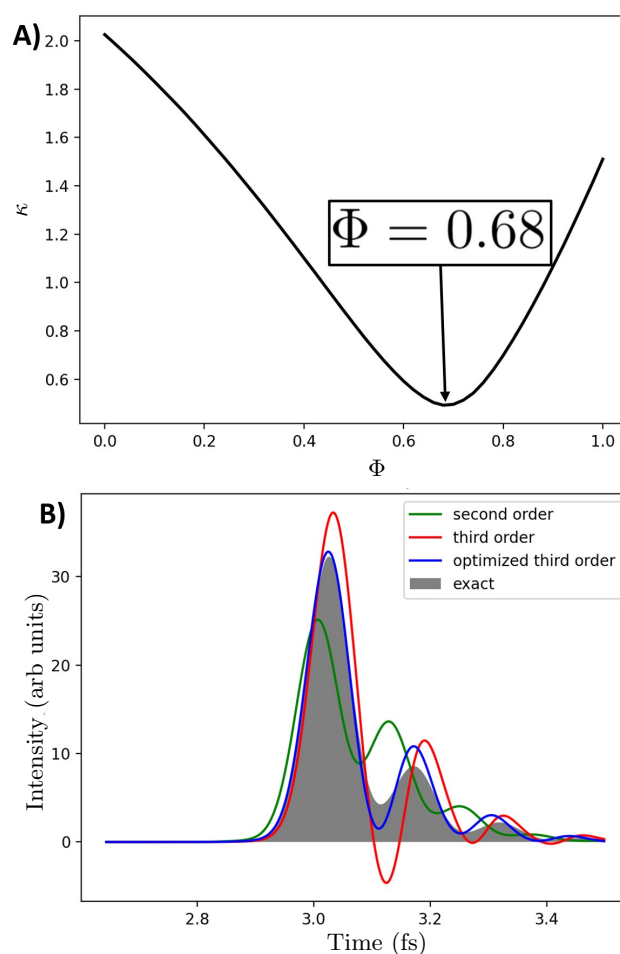 A)
2.0
1.8
1.6
1.4
1.2
1.0
0.8
0.6
κ
Φ = 0.68
0.0 0.2 0.4 0.6 0.8 1.0
Φ
B)
second order
third order
optimized third order
exact
30
20
10
0
Intensity (arb units)
2.8 3.0 3.2 3.4
Time (fs)